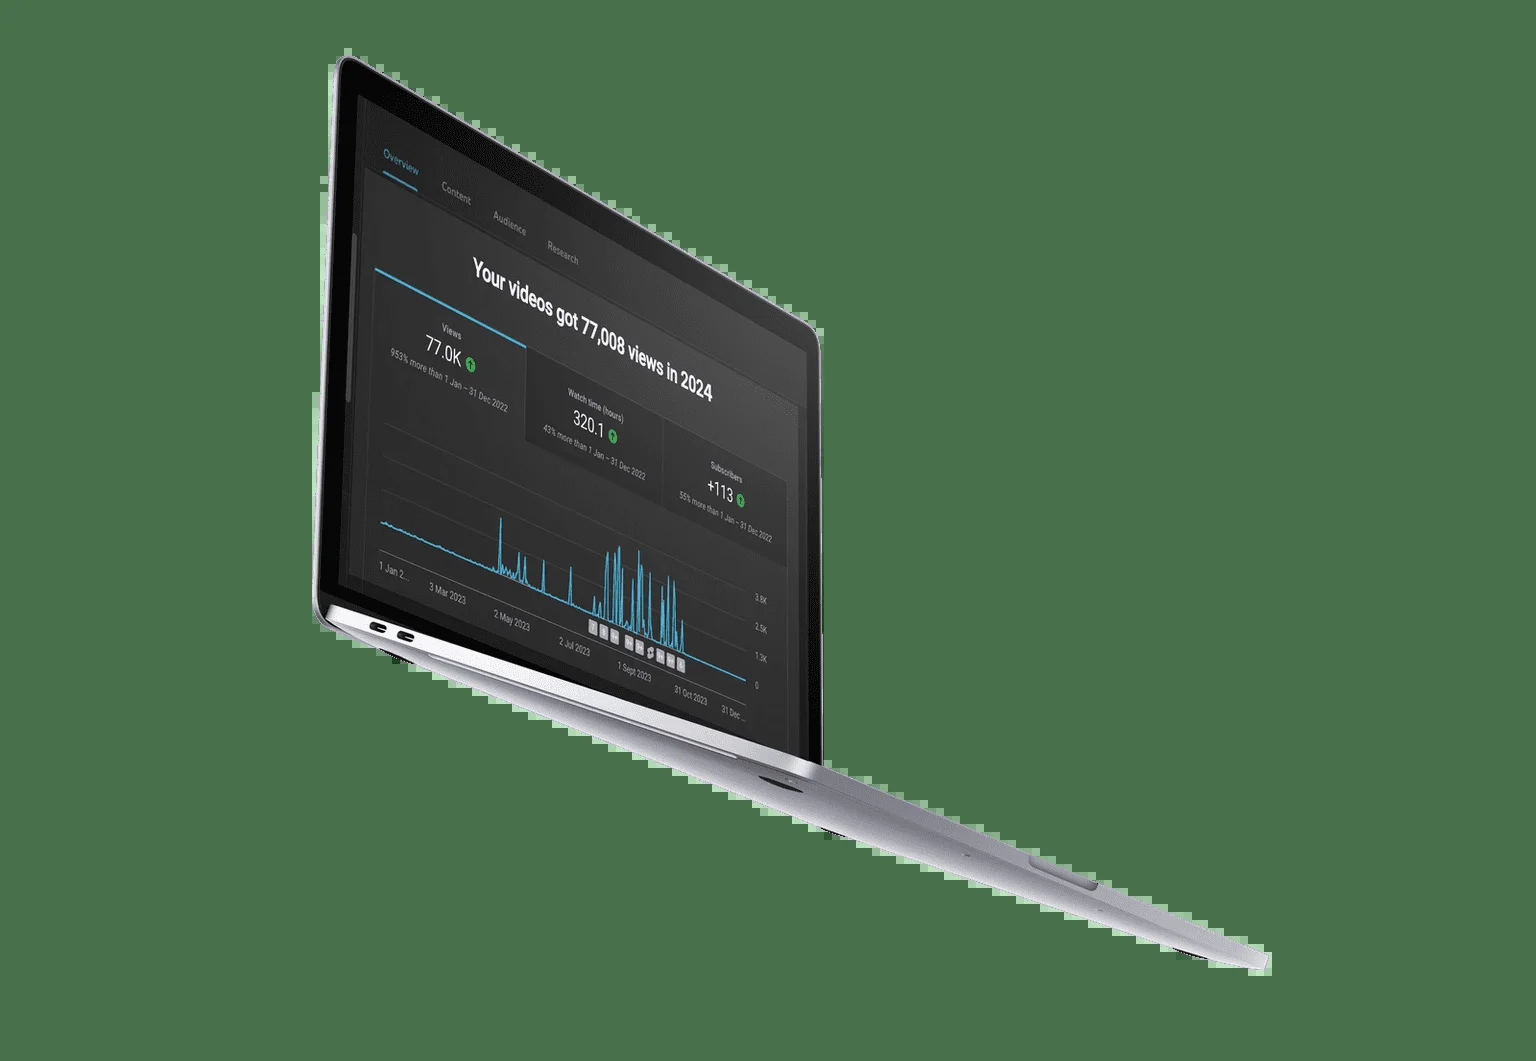 Overview
Content
Audience
Research
Your videos got 77,008 views in 2024
Views
77.0K
953% more than 1 Jan – 31 Dec 2022
Watch time (hours)
320.1
43% more than 1 Jan – 31 Dec 2022
Subscribers
+113
55% more than 1 Jan – 31 Dec 2022
3.8K
2.5K
1.3K
0
1 Jan 2...
3 Mar 2023
2 May 2023
2 Jul 2023
1 Sept 2023
31 Oct 2023
31 Dec ...